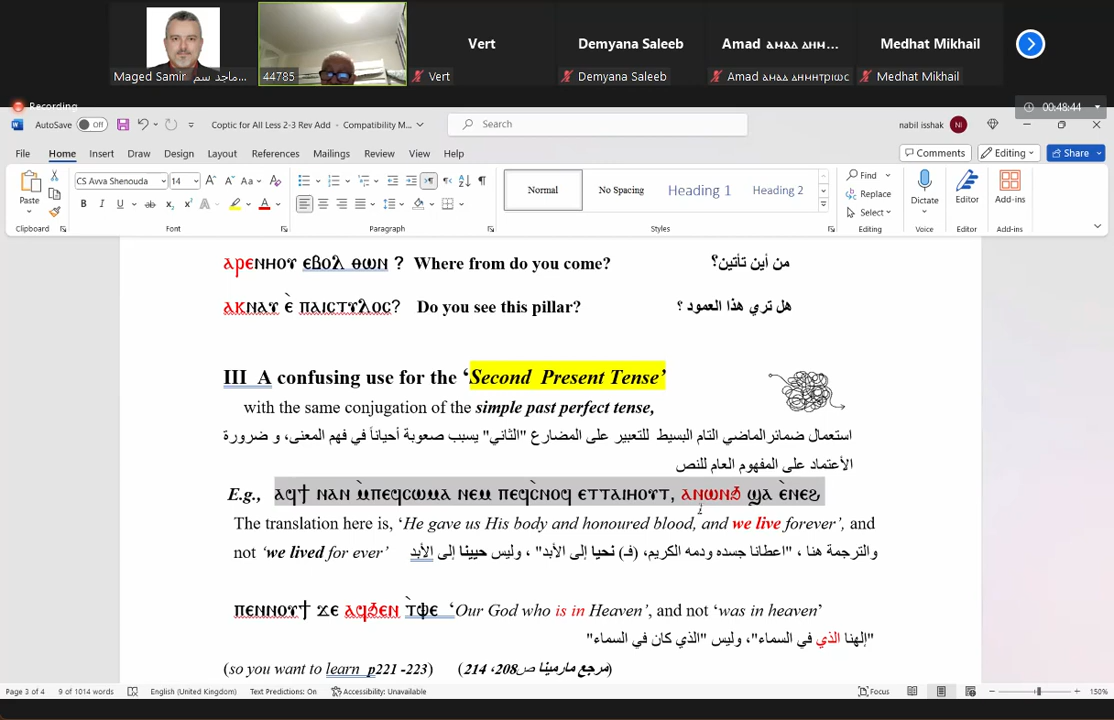 Vert
Demyana Saleeb
Amad ⲁⲙⲁⲇ ⲇⲏⲙ...
Medhat Mikhail
Maged Samir ماجد سم...
44785
Vert
Demyana Saleeb
Amad ⲁⲙⲁⲇ ⲇⲏⲙⲏⲧⲣⲓⲟⲥ
Medhat Mikhail
Recording
00:48:44
AutoSave Off
Coptic for All Less 2-3 Rev Add - Compatibility M...
Search
nabil isshak NI
File Home Insert Draw Design Layout References Mailings Review View Help
Comments Editing Share
Paste
CS Avva Shenouda 14
Normal
No Spacing
Heading 1
Heading 2
Find
Replace
Select
Dictate
Editor
Add-ins
Clipboard
Font
Paragraph
Styles
Editing
Voice
Editor
Add-ins
ⲁⲣⲉⲛⲏⲟⲩ ⲉⲃⲟⲗ ⲑⲱⲛ ? Where from do you come? من أين تأتين؟
ⲁⲕⲛⲁⲩ ⲉ̀ ⲡⲁⲓⲥⲧⲩⲗⲟⲥ? Do you see this pillar? هل تري هذا العمود ؟
III A confusing use for the ‘Second Present Tense’
with the same conjugation of the simple past perfect tense,
استعمال ضمائرالماضي التام البسيط للتعبير على المضارع "الثاني" يسبب صعوبة أحياناً في فهم المعنى، و ضرورة
الأعتماد على المفهوم العام للنص
E.g., ⲁϥϯ ⲛⲁⲛ ⲙ̀ⲡⲉϥⲥⲱⲙⲁ ⲛⲉⲙ ⲡⲉϥⲥ̀ⲛⲟϥ ⲉⲧⲧⲁⲓⲏⲟⲩⲧ, ⲁⲛⲱⲛϧ ϣⲁ ⲉ̀ⲛⲉϩ
The translation here is, ‘He gave us His body and honoured blood, and we live forever’, and
not ‘we lived for ever’ والترجمة هنا ، "اعطانا جسده ودمه الكريم، (فـ) نحيا إلى الأبد" ، وليس حيينا إلى الأبد
ⲡⲉⲛⲛⲟⲩϯ ϫⲉ ⲁϥϧⲉⲛ ⲧ̀ⲫⲉ ‘Our God who is in Heaven’, and not ‘was in heaven’
"إلهنا الذي في السماء"، وليس "الذي كان في السماء"
(so you want to learn p221 -223) (مرجع مارمينا ص208، 214)
Page 3 of 4 9 of 1014 words English (United Kingdom) Text Predictions: On Accessibility: Unavailable Focus 150%